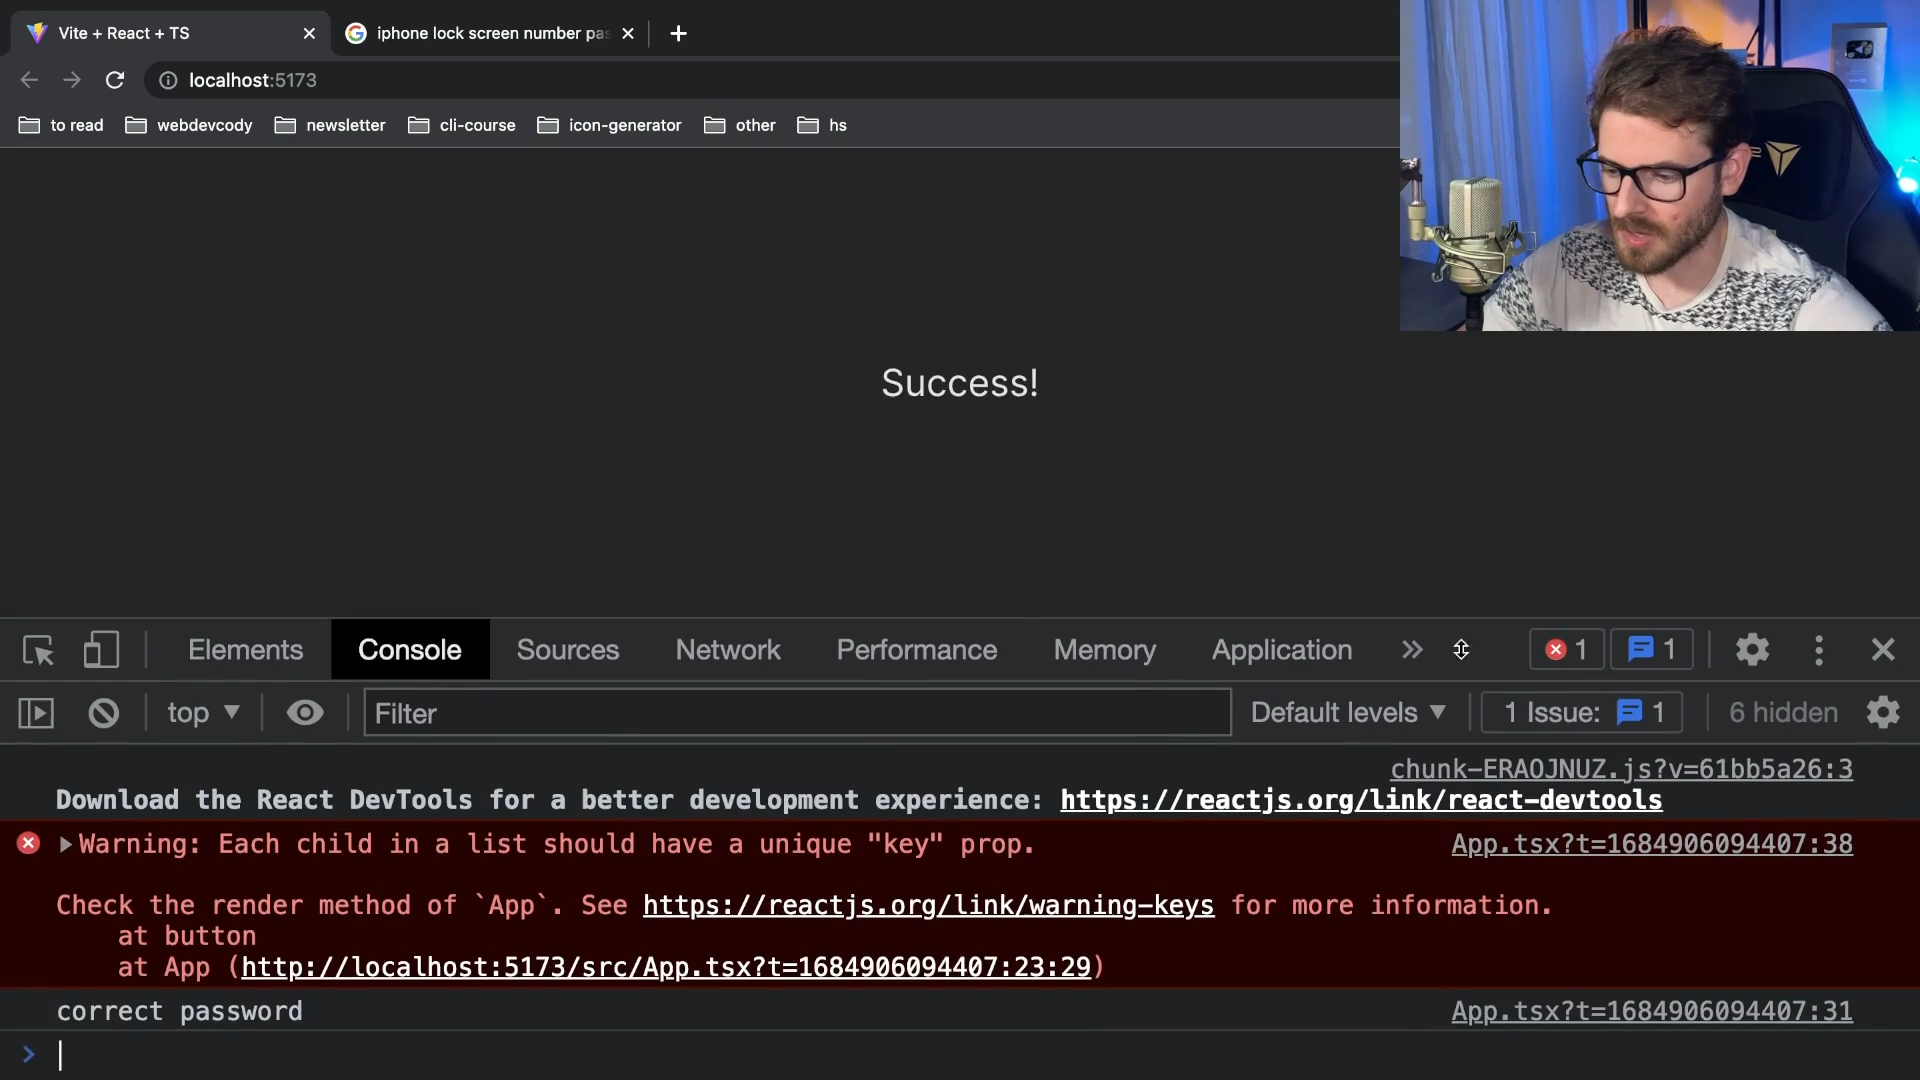 Vite + React + TS
iphone lock screen number pas
localhost:5173
to read
webdevcody
newsletter
cli-course
icon-generator
other
hs
Success!
Elements
Console
Sources
Network
Performance
Memory
Application
1
1
top
Filter
Default levels
1 Issue: 1
6 hidden
chunk-ERAOJNUZ.js?v=61bb5a26:3
Download the React DevTools for a better development experience: https://reactjs.org/link/react-devtools
Warning: Each child in a list should have a unique "key" prop.
App.tsx?t=1684906094407:38
Check the render method of `App`. See https://reactjs.org/link/warning-keys for more information.
at button
at App (http://localhost:5173/src/App.tsx?t=1684906094407:23:29)
correct password
App.tsx?t=1684906094407:31